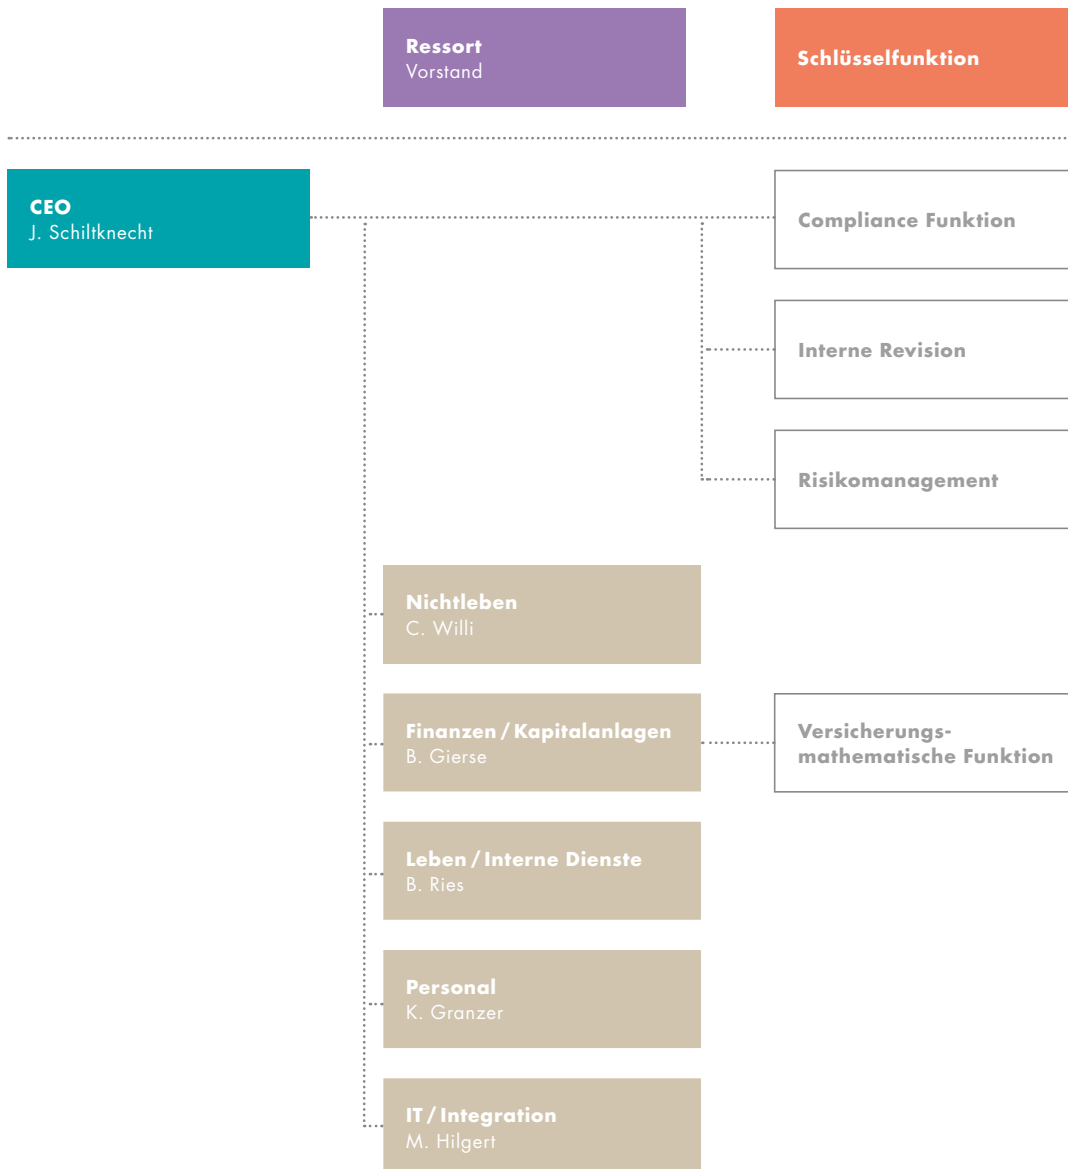 Ressort
Vorstand
Schlüsselfunktion
CEO
J. Schiltknecht
Compliance Funktion
Interne Revision
Risikomanagement
Nichtleben
C. Willi
Finanzen / Kapitalanlagen
B. Gierse
Versicherungs-
mathematische Funktion
Leben / Interne Dienste
B. Ries
Personal
K. Granzer
IT / Integration
M. Hilgert